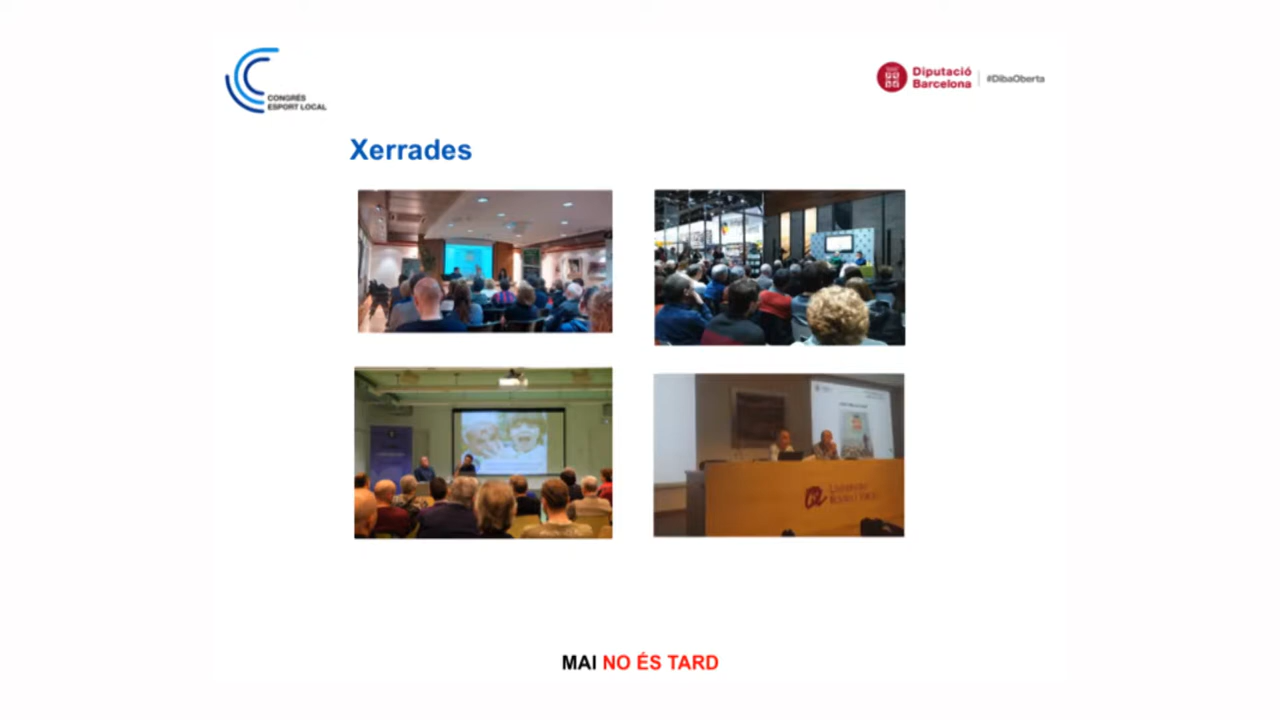 CONGRÉS
ESPORT LOCAL
Diputació
Barcelona
#DibaOberta
Xerrades
MAI NO ÉS TARD